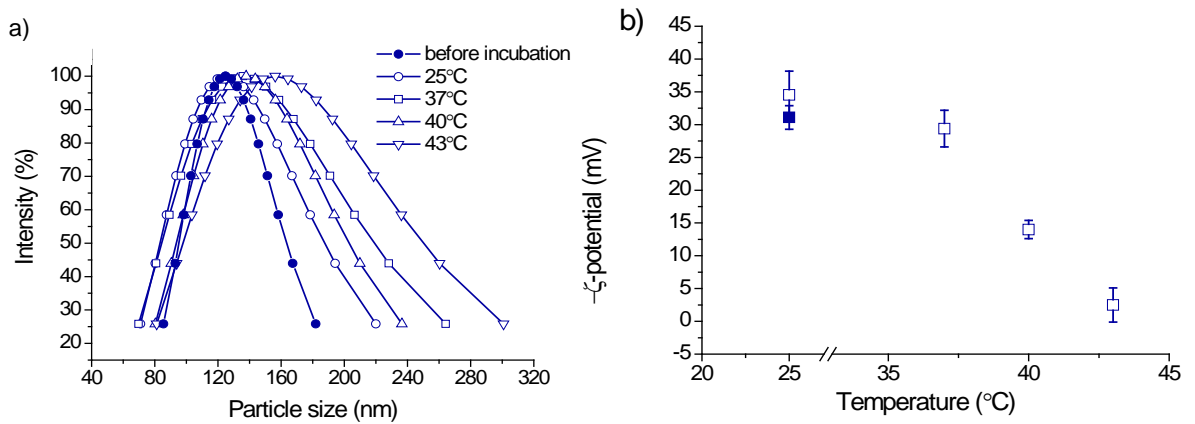 a)
before incubation
25°C
37°C
40°C
43°C
100
90
80
70
60
50
40
30
20
Intensity (%)
40 80 120 160 200 240 280 320
Particle size (nm)
b)
45
40
35
30
25
20
15
10
5
0
-5
-ζ-potential (mV)
20 25 35 40 45
Temperature (°C)